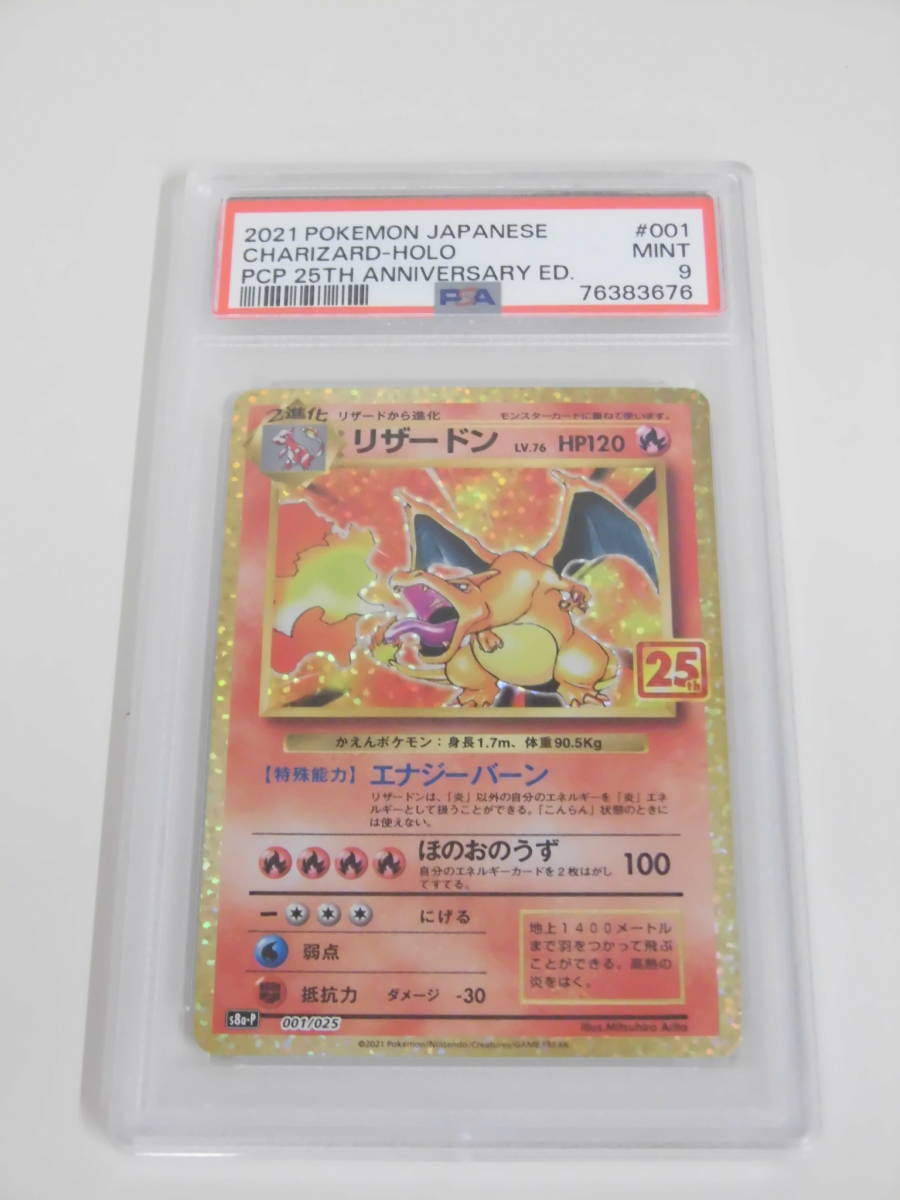 2021 POKEMON JAPANESE #001
CHARIZARD-HOLO MINT
PCP 25TH ANNIVERSARY ED. 9
PSA 76383676
2進化 リザードから進化 モンスターカードに重ねて使います。
リザードン LV.76 HP120
25th
かえんポケモン：身長1.7m、体重90.5Kg
【特殊能力】エナジーバーン
リザードンは、「炎」以外の自分のエネルギーを「炎」エネ
ルギーとして扱うことができる。「こんらん」状態のときに
は使えない。
ほのおのうず 100
自分のエネルギーカードを2枚はがし
てすてる。
ー にげる
弱点
抵抗力 ダメージ -30
地上1400メートル
まで羽をつかって飛ぶ
ことができる。高熱の
炎をはく。
s8a-P 001/025 Illus. Mitsuhiro Arita
©2021 Pokémon/Nintendo/Creatures/GAME FREAK